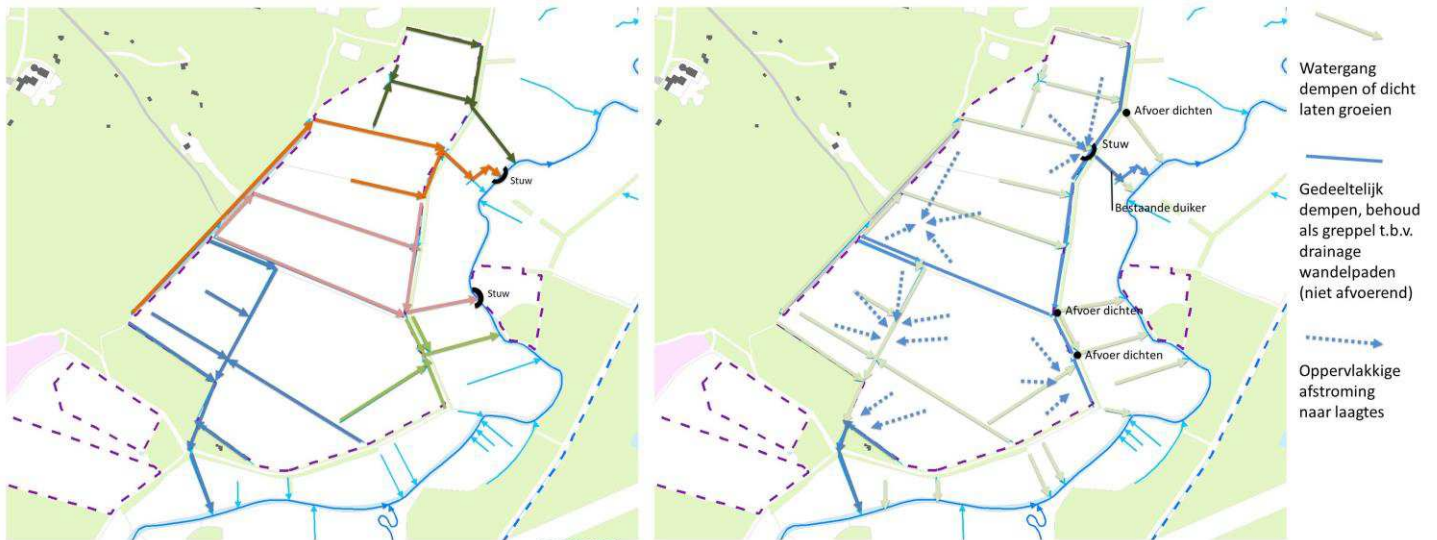 Stuw
Stuw
Afvoer dichten
Stuw
Bestaande duiker
Afvoer dichten
Afvoer dichten
Watergang
dempen of dicht
laten groeien
Gedeeltelijk
dempen, behoud
als greppel t.b.v.
drainage
wandelpaden
(niet afvoerend)
Oppervlakkige
afstroming
naar laagtes